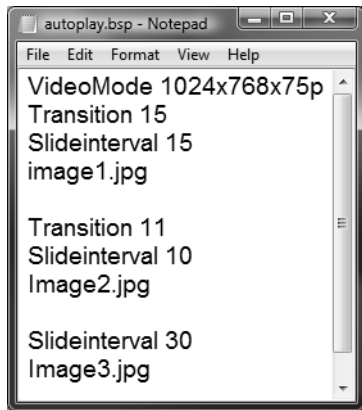 autoplay.bsp - Notepad
File Edit Format View Help
VideoMode 1024x768x75p
Transition 15
Slideinterval 15
image1.jpg
Transition 11
Slideinterval 10
Image2.jpg
Slideinterval 30
Image3.jpg